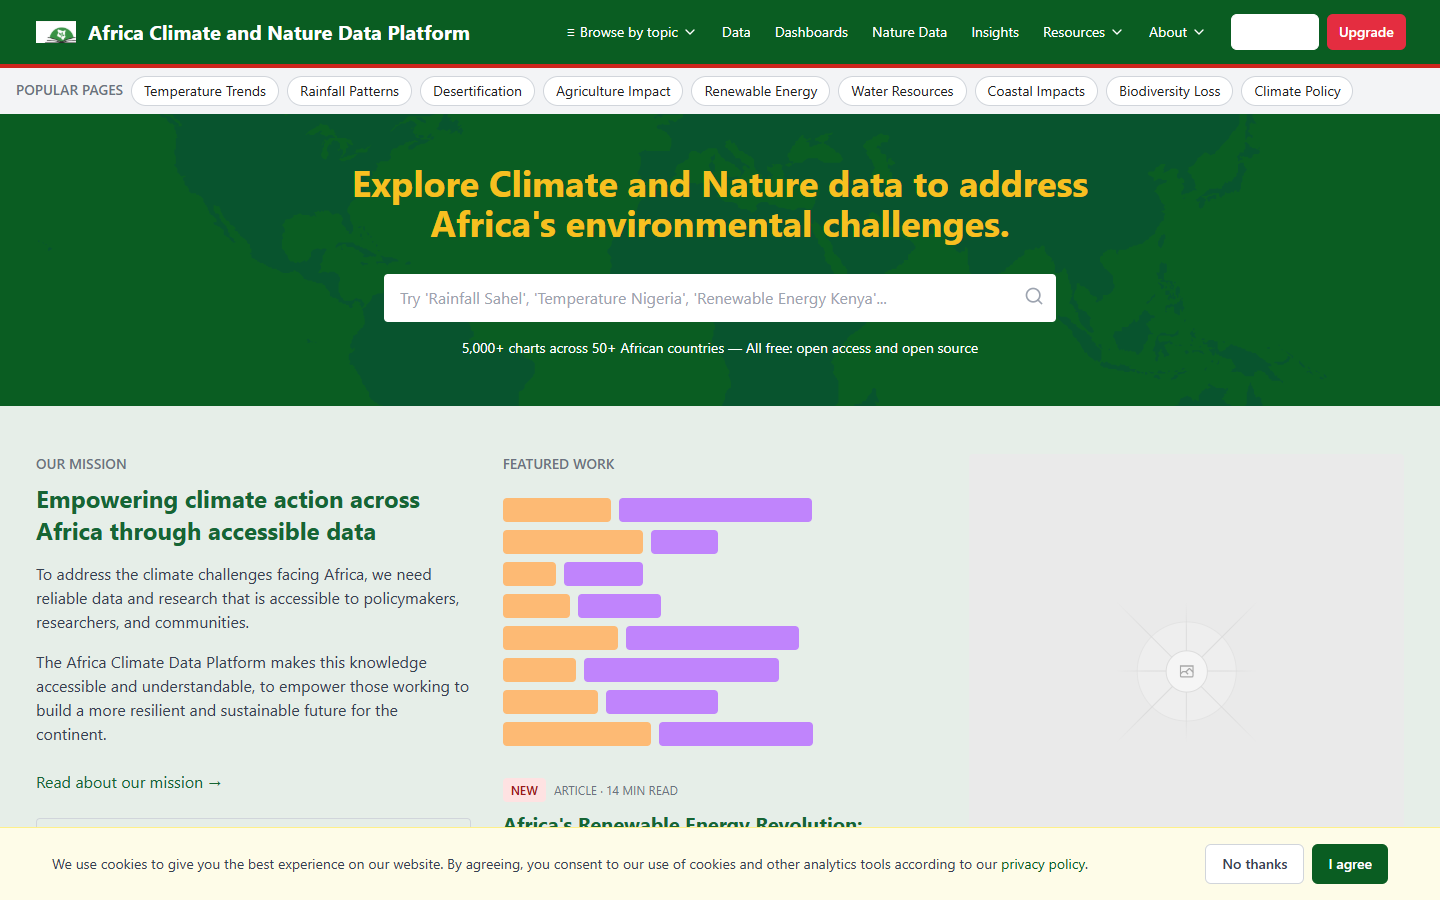 Africa Climate and Nature Data Platform
Browse by topic
Data
Dashboards
Nature Data
Insights
Resources
About
Upgrade
POPULAR PAGES
Temperature Trends
Rainfall Patterns
Desertification
Agriculture Impact
Renewable Energy
Water Resources
Coastal Impacts
Biodiversity Loss
Climate Policy
Explore Climate and Nature data to address
Africa's environmental challenges.
Try 'Rainfall Sahel', 'Temperature Nigeria', 'Renewable Energy Kenya'...
5,000+ charts across 50+ African countries — All free: open access and open source
OUR MISSION
Empowering climate action across
Africa through accessible data
To address the climate challenges facing Africa, we need
reliable data and research that is accessible to policymakers,
researchers, and communities.
The Africa Climate Data Platform makes this knowledge
accessible and understandable, to empower those working to
build a more resilient and sustainable future for the
continent.
Read about our mission →
FEATURED WORK
NEW
ARTICLE · 14 MIN READ
Africa's Renewable Energy Revolution:
We use cookies to give you the best experience on our website. By agreeing, you consent to our use of cookies and other analytics tools according to our privacy policy.
No thanks
I agree